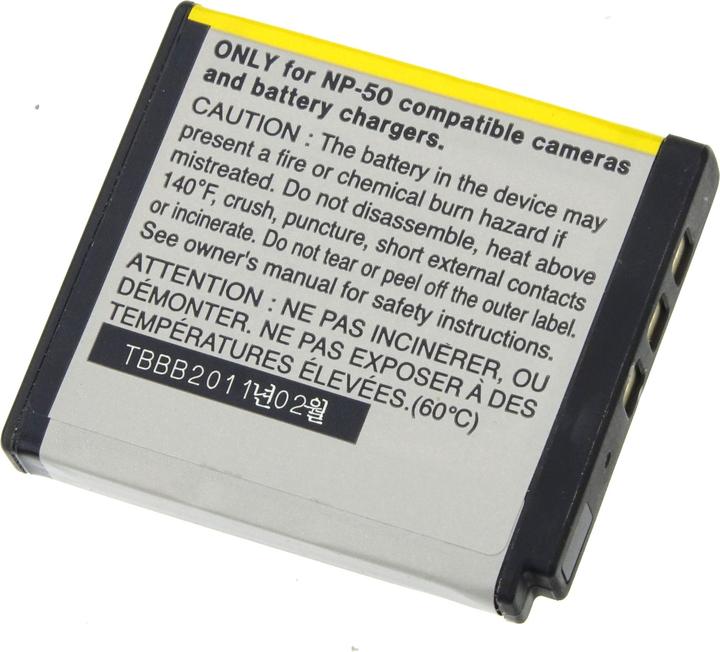 ONLY for NP-50 compatible cameras
and battery chargers.
CAUTION : The battery in the device may
present a fire or chemical burn hazard if
mistreated. Do not disassemble, heat above
140°F, crush, puncture, short external contacts
or incinerate. Do not tear or peel off the outer label.
See owner's manual for safety instructions.
ATTENTION : NE PAS INCINÉRER, OU
DÉMONTER. NE PAS EXPOSER À DES
TEMPÉRATURES ÉLEVÉES.(60°C)
TBBB2011년02월